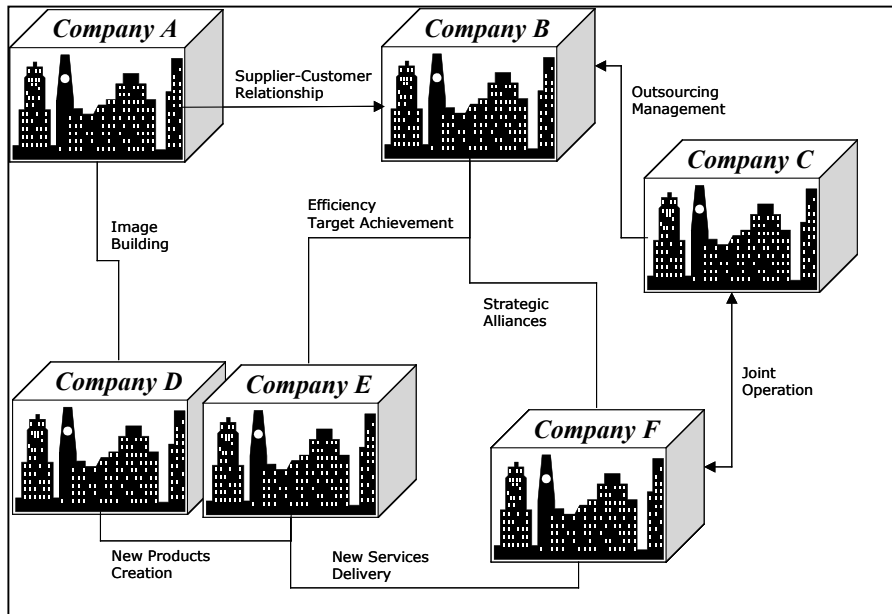 Company A
Company B
Supplier-Customer
Relationship
Outsourcing
Management
Company C
Image
Building
Efficiency
Target Achievement
Strategic
Alliances
Joint
Operation
Company D
Company E
Company F
New Products
Creation
New Services
Delivery